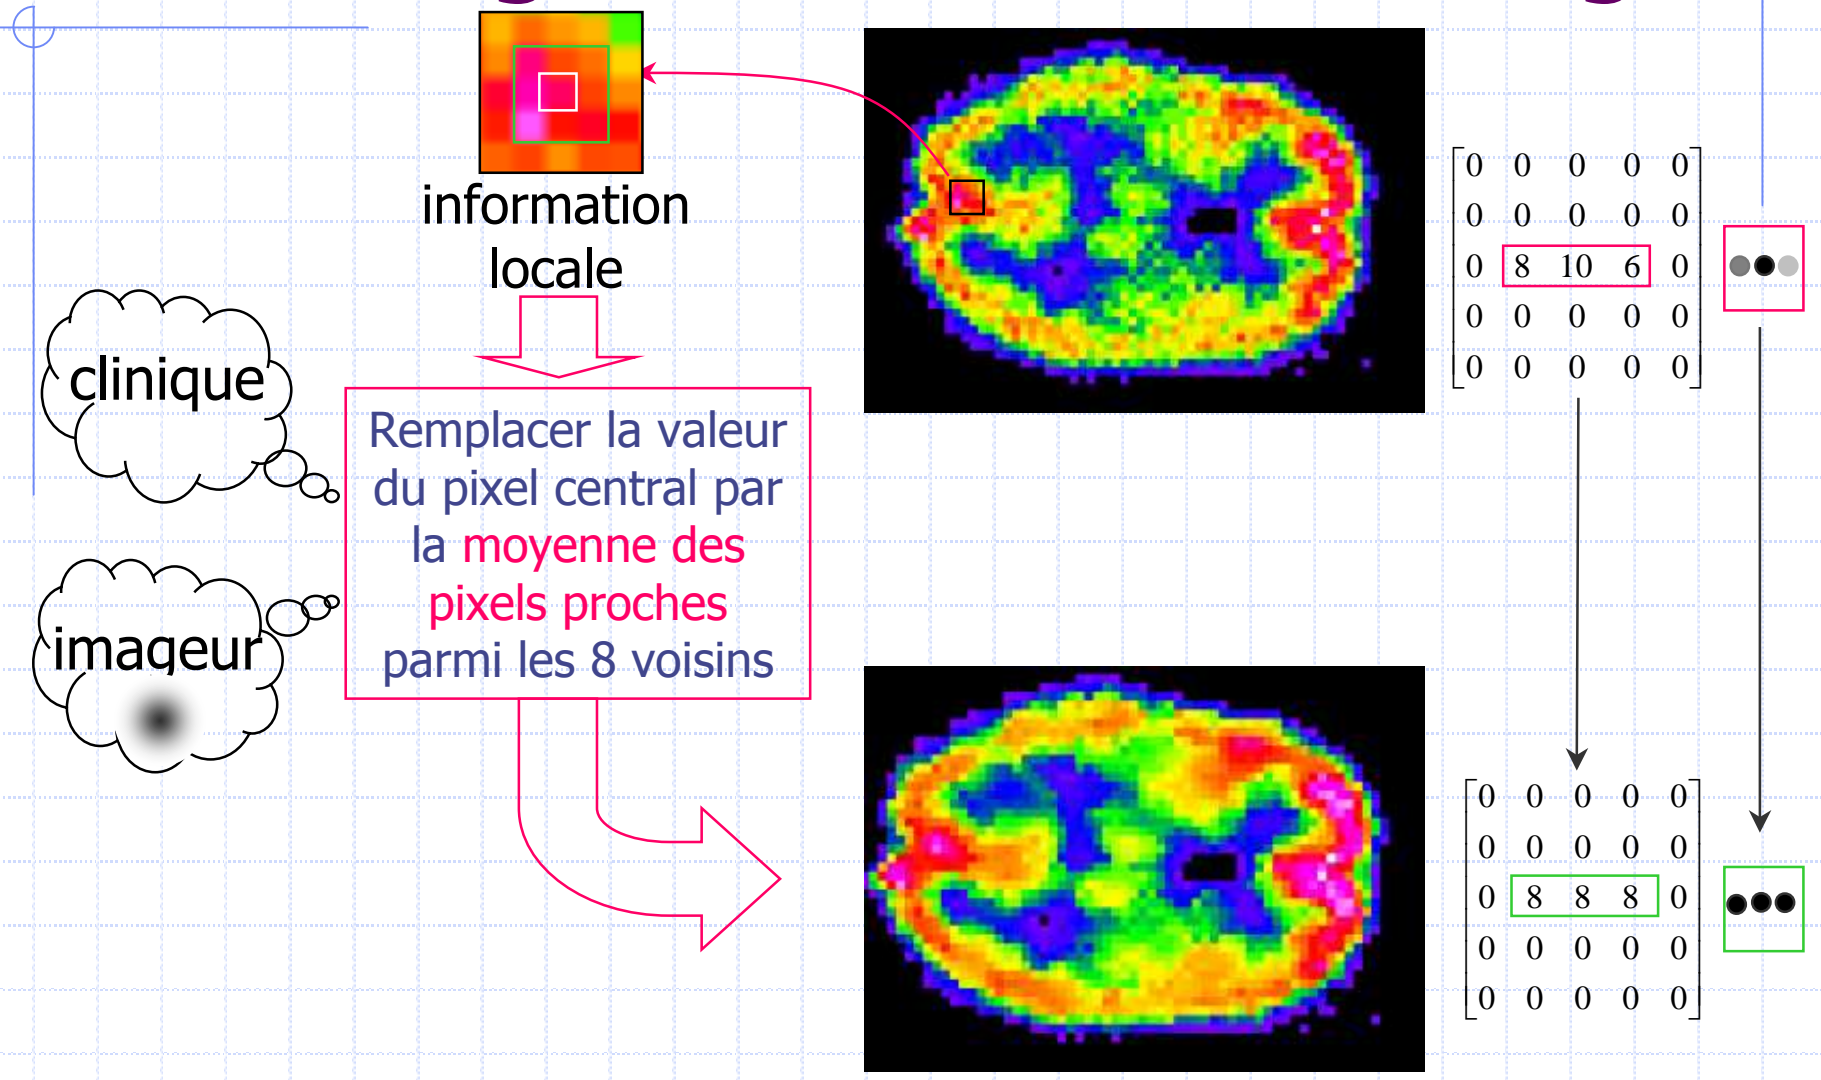 information
locale
clinique
Remplacer la valeur
du pixel central par
la moyenne des
pixels proches
parmi les 8 voisins
imageur
0 0 0 0 0
0 0 0 0 0
0 8 10 6 0
0 0 0 0 0
0 0 0 0 0
0 0 0 0 0
0 0 0 0 0
0 8 8 8 0
0 0 0 0 0
0 0 0 0 0